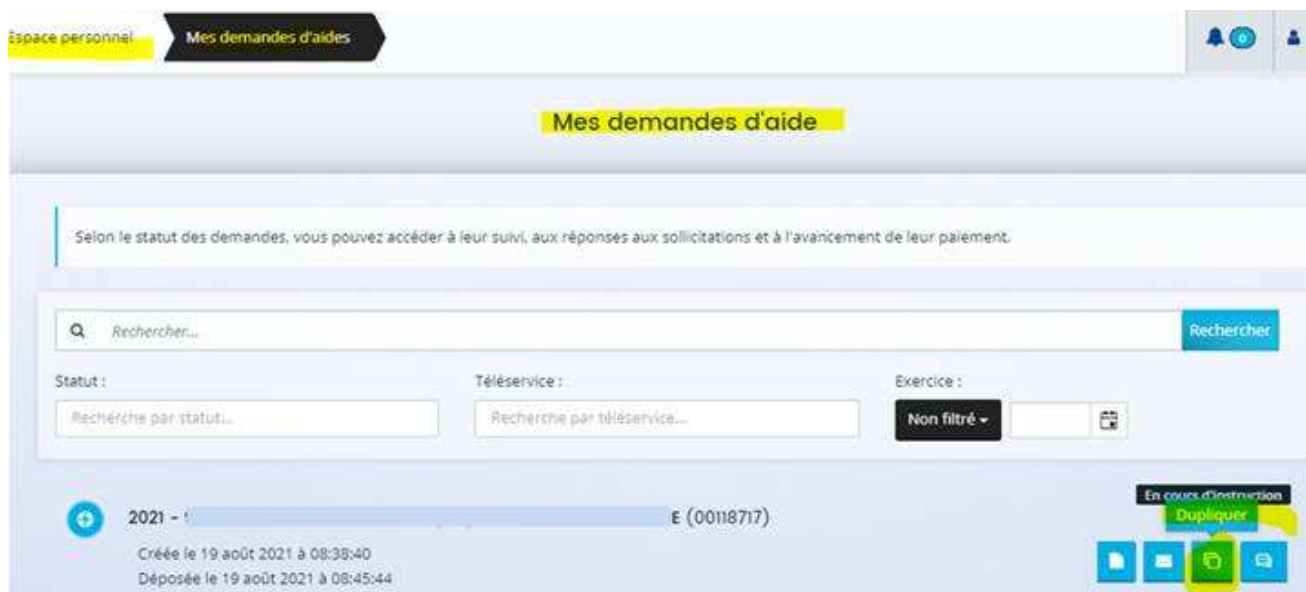 Espace personnel
Mes demandes d'aides
0
Mes demandes d'aide
Selon le statut des demandes, vous pouvez accéder à leur suivi, aux réponses aux sollicitations et à l'avancement de leur paiement.
Rechercher...
Rechercher
Statut :
Téléservice :
Exercice :
Recherche par statut...
Recherche par téléservice...
Non filtré
En cours d'instruction
Dupliquer
2021 - E (00118717)
Créée le 19 août 2021 à 08:38:40
Déposée le 19 août 2021 à 08:45:44